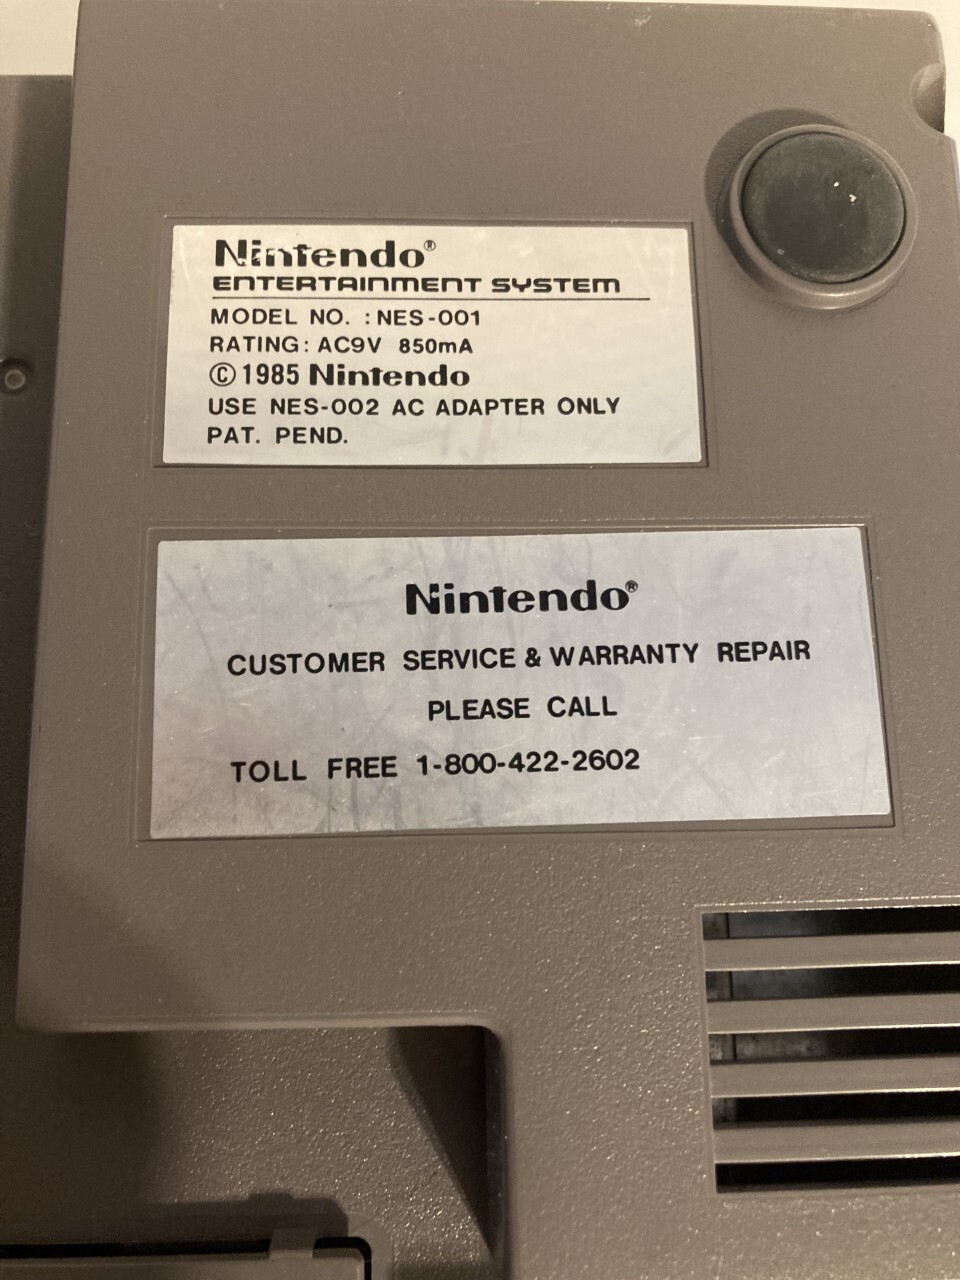 Nintendo®
ENTERTAINMENT SYSTEM
MODEL NO. : NES-001
RATING: AC9V 850mA
©1985 Nintendo
USE NES-002 AC ADAPTER ONLY
PAT. PEND.
Nintendo®
CUSTOMER SERVICE & WARRANTY REPAIR
PLEASE CALL
TOLL FREE 1-800-422-2602